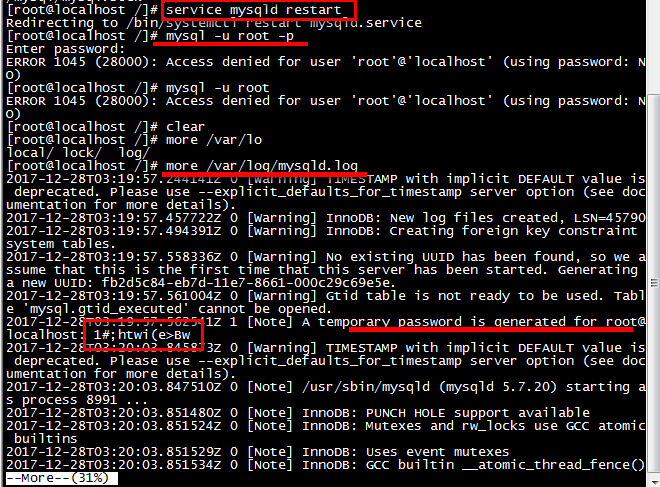 [root@localhost /]# service mysqld restart
Redirecting to /bin/systemctl restart mysqld.service
[root@localhost /]# mysql -u root -p
Enter password:
ERROR 1045 (28000): Access denied for user 'root'@'localhost' (using password: N
O)
[root@localhost /]# mysql -u root
ERROR 1045 (28000): Access denied for user 'root'@'localhost' (using password: N
O)
[root@localhost /]# clear
[root@localhost /]# more /var/lo
local/ lock/  log/
[root@localhost /]# more /var/log/mysqld.log
2017-12-28T03:19:57.244141Z 0 [Warning] TIMESTAMP with implicit DEFAULT value is
 deprecated. Please use --explicit_defaults_for_timestamp server option (see doc
umentation for more details).
2017-12-28T03:19:57.457722Z 0 [Warning] InnoDB: New log files created, LSN=45790
2017-12-28T03:19:57.494391Z 0 [Warning] InnoDB: Creating foreign key constraint
system tables.
2017-12-28T03:19:57.558336Z 0 [Warning] No existing UUID has been found, so we a
ssume that this is the first time that this server has been started. Generating
a new UUID: fb2d5c84-eb7d-11e7-8661-000c29c69e5e.
2017-12-28T03:19:57.561004Z 0 [Warning] Gtid table is not ready to be used. Tabl
e 'mysql.gtid_executed' cannot be opened.
2017-12-28T03:19:57.562541Z 1 [Note] A temporary password is generated for root@
localhost: 1#;htwi(e>Bw
2017-12-28T03:20:03.845873Z 0 [Warning] TIMESTAMP with implicit DEFAULT value is
 deprecated. Please use --explicit_defaults_for_timestamp server option (see doc
umentation for more details).
2017-12-28T03:20:03.847510Z 0 [Note] /usr/sbin/mysqld (mysqld 5.7.20) starting a
s process 8991 ...
2017-12-28T03:20:03.851480Z 0 [Note] InnoDB: PUNCH HOLE support available
2017-12-28T03:20:03.851524Z 0 [Note] InnoDB: Mutexes and rw_locks use GCC atomic
 builtins
2017-12-28T03:20:03.851529Z 0 [Note] InnoDB: Uses event mutexes
2017-12-28T03:20:03.851534Z 0 [Note] InnoDB: GCC builtin __atomic_thread_fence()
--More--(31%)